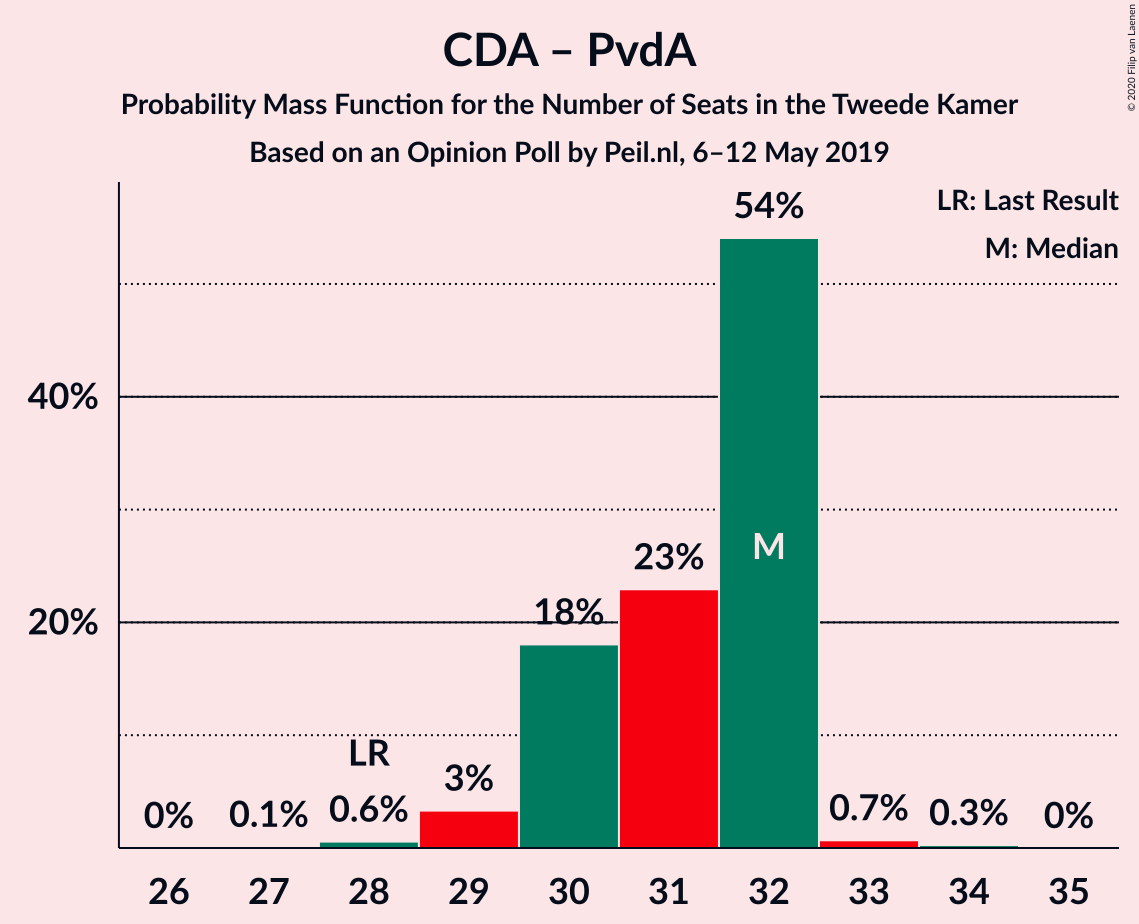 CDA – PvdA
Probability Mass Function for the Number of Seats in the Tweede Kamer
Based on an Opinion Poll by Peil.nl, 6–12 May 2019
© 2020 Filip van Laenen
LR: Last Result
M: Median
54%
40%
M
23%
20%
18%
LR
3%
0%
0.1%
0.6%
0.7%
0.3%
0%
26 27 28 29 30 31 32 33 34 35